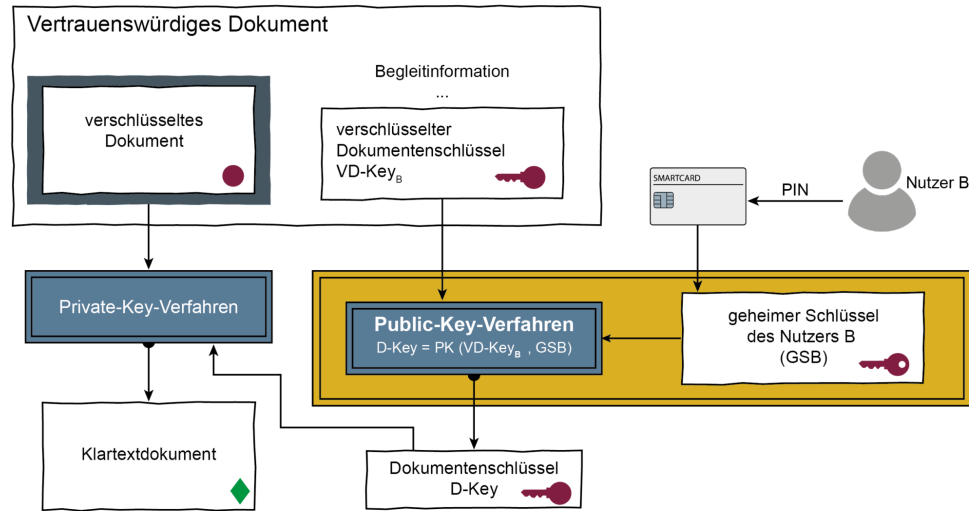 Vertrauenswürdiges Dokument
verschlüsseltes
Dokument
Begleitinformation
...
verschlüsselter
Dokumentenschlüssel
VD-Key_B
SMARTCARD
PIN
Nutzer B
Private-Key-Verfahren
Public-Key-Verfahren
D-Key = PK (VD-Key_B , GSB)
geheimer Schlüssel
des Nutzers B
(GSB)
Klartextdokument
Dokumentenschlüssel
D-Key